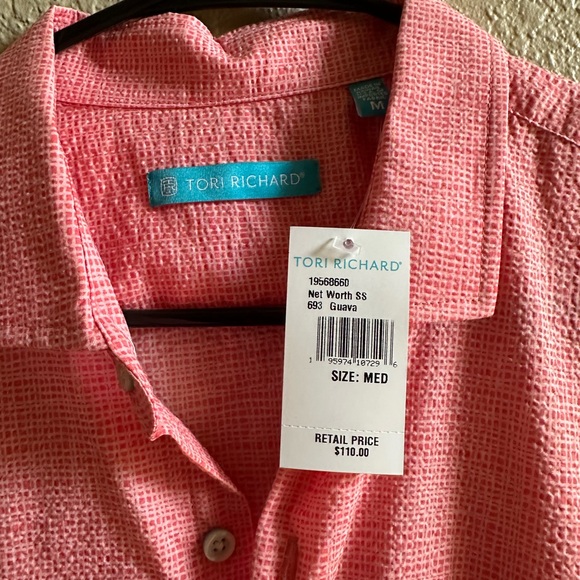 M
TORI RICHARD®
TORI RICHARD®
19568660
Net Worth SS
693 Guava
1 95974 10729 6
SIZE: MED
RETAIL PRICE
$110.00